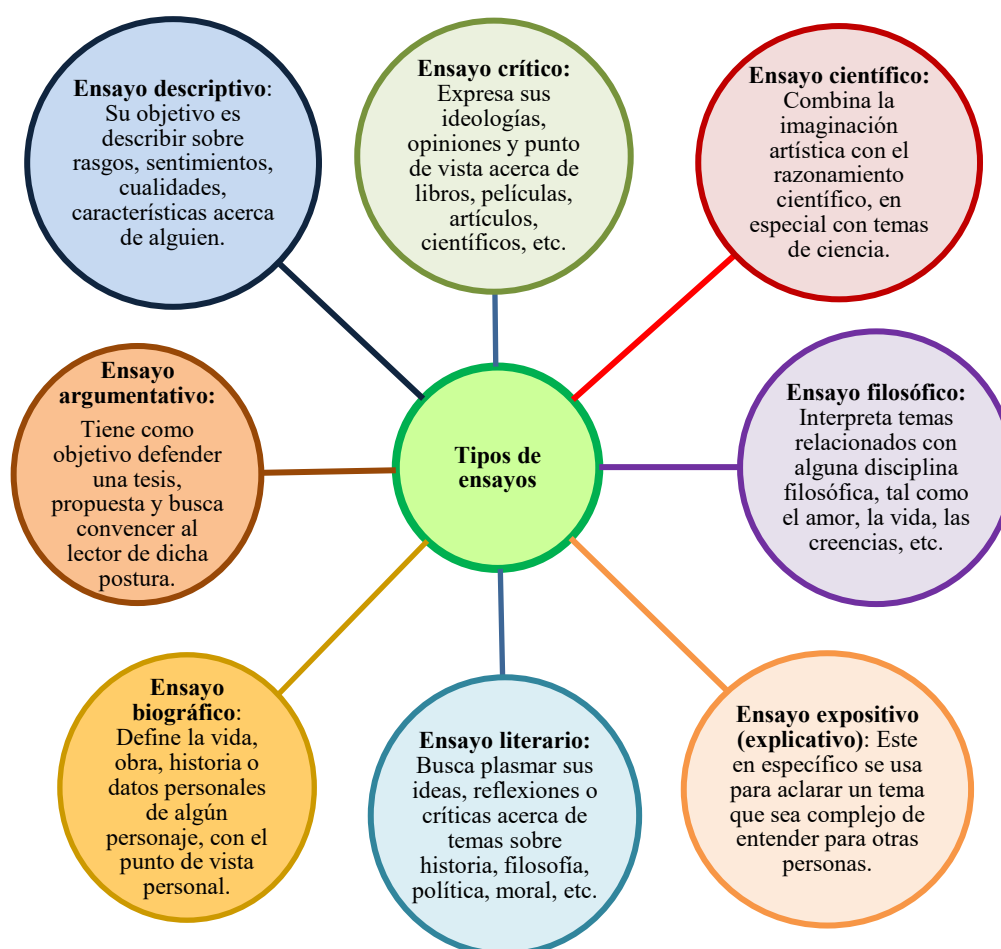 Ensayo descriptivo:
Su objetivo es
describir sobre
rasgos, sentimientos,
cualidades,
características acerca
de alguien.
Ensayo crítico:
Expresa sus
ideologías,
opiniones y punto
de vista acerca de
libros, películas,
artículos,
científicos, etc.
Ensayo científico:
Combina la
imaginación
artística con el
razonamiento
científico, en
especial con temas
de ciencia.
Ensayo
argumentativo:
Tiene como
objetivo defender
una tesis,
propuesta y busca
convencer al
lector de dicha
postura.
Tipos de
ensayos
Ensayo filosófico:
Interpreta temas
relacionados con
alguna disciplina
filosófica, tal como
el amor, la vida, las
creencias, etc.
Ensayo
biográfico:
Define la vida,
obra, historia o
datos personales
de algún
personaje, con el
punto de vista
personal.
Ensayo literario:
Busca plasmar sus
ideas, reflexiones o
críticas acerca de
temas sobre
historia, filosofía,
política, moral, etc.
Ensayo expositivo
(explicativo): Este
en específico se usa
para aclarar un tema
que sea complejo de
entender para otras
personas.